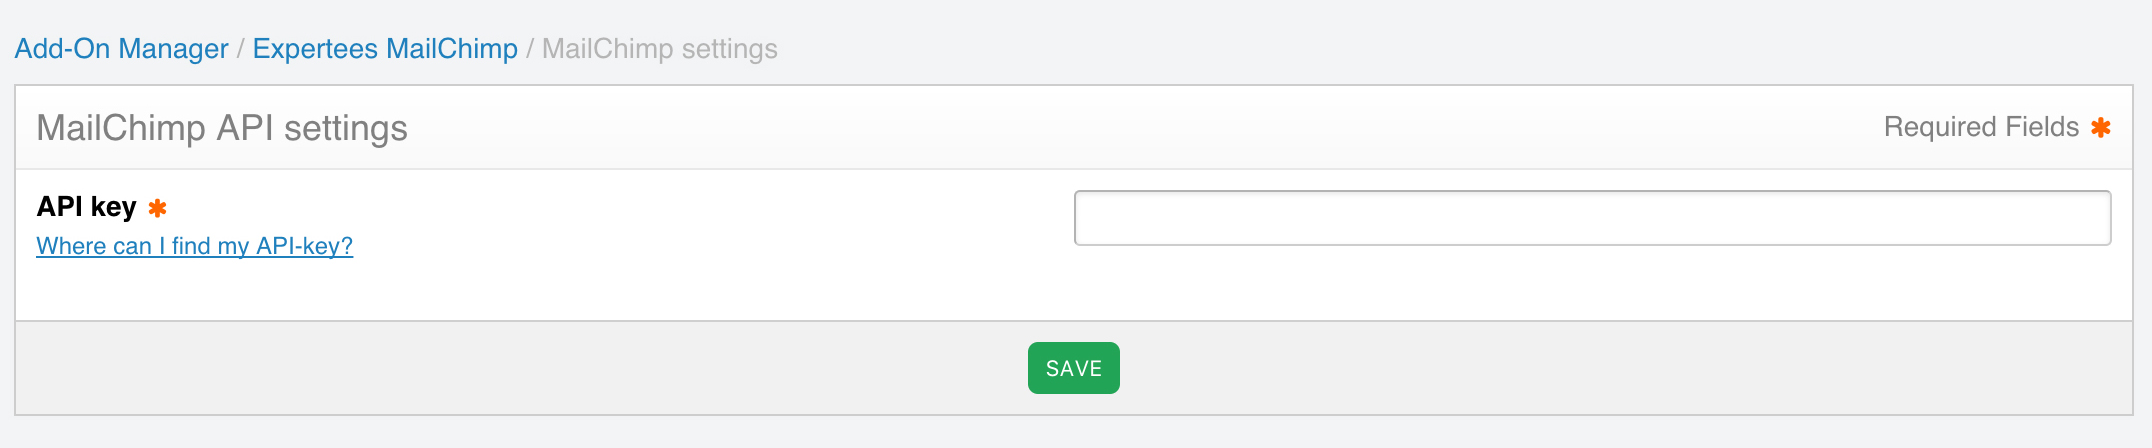 Add-On Manager / Expertees MailChimp / MailChimp settings
MailChimp API settings
Required Fields ✱
API key ✱
Where can I find my API-key?
SAVE